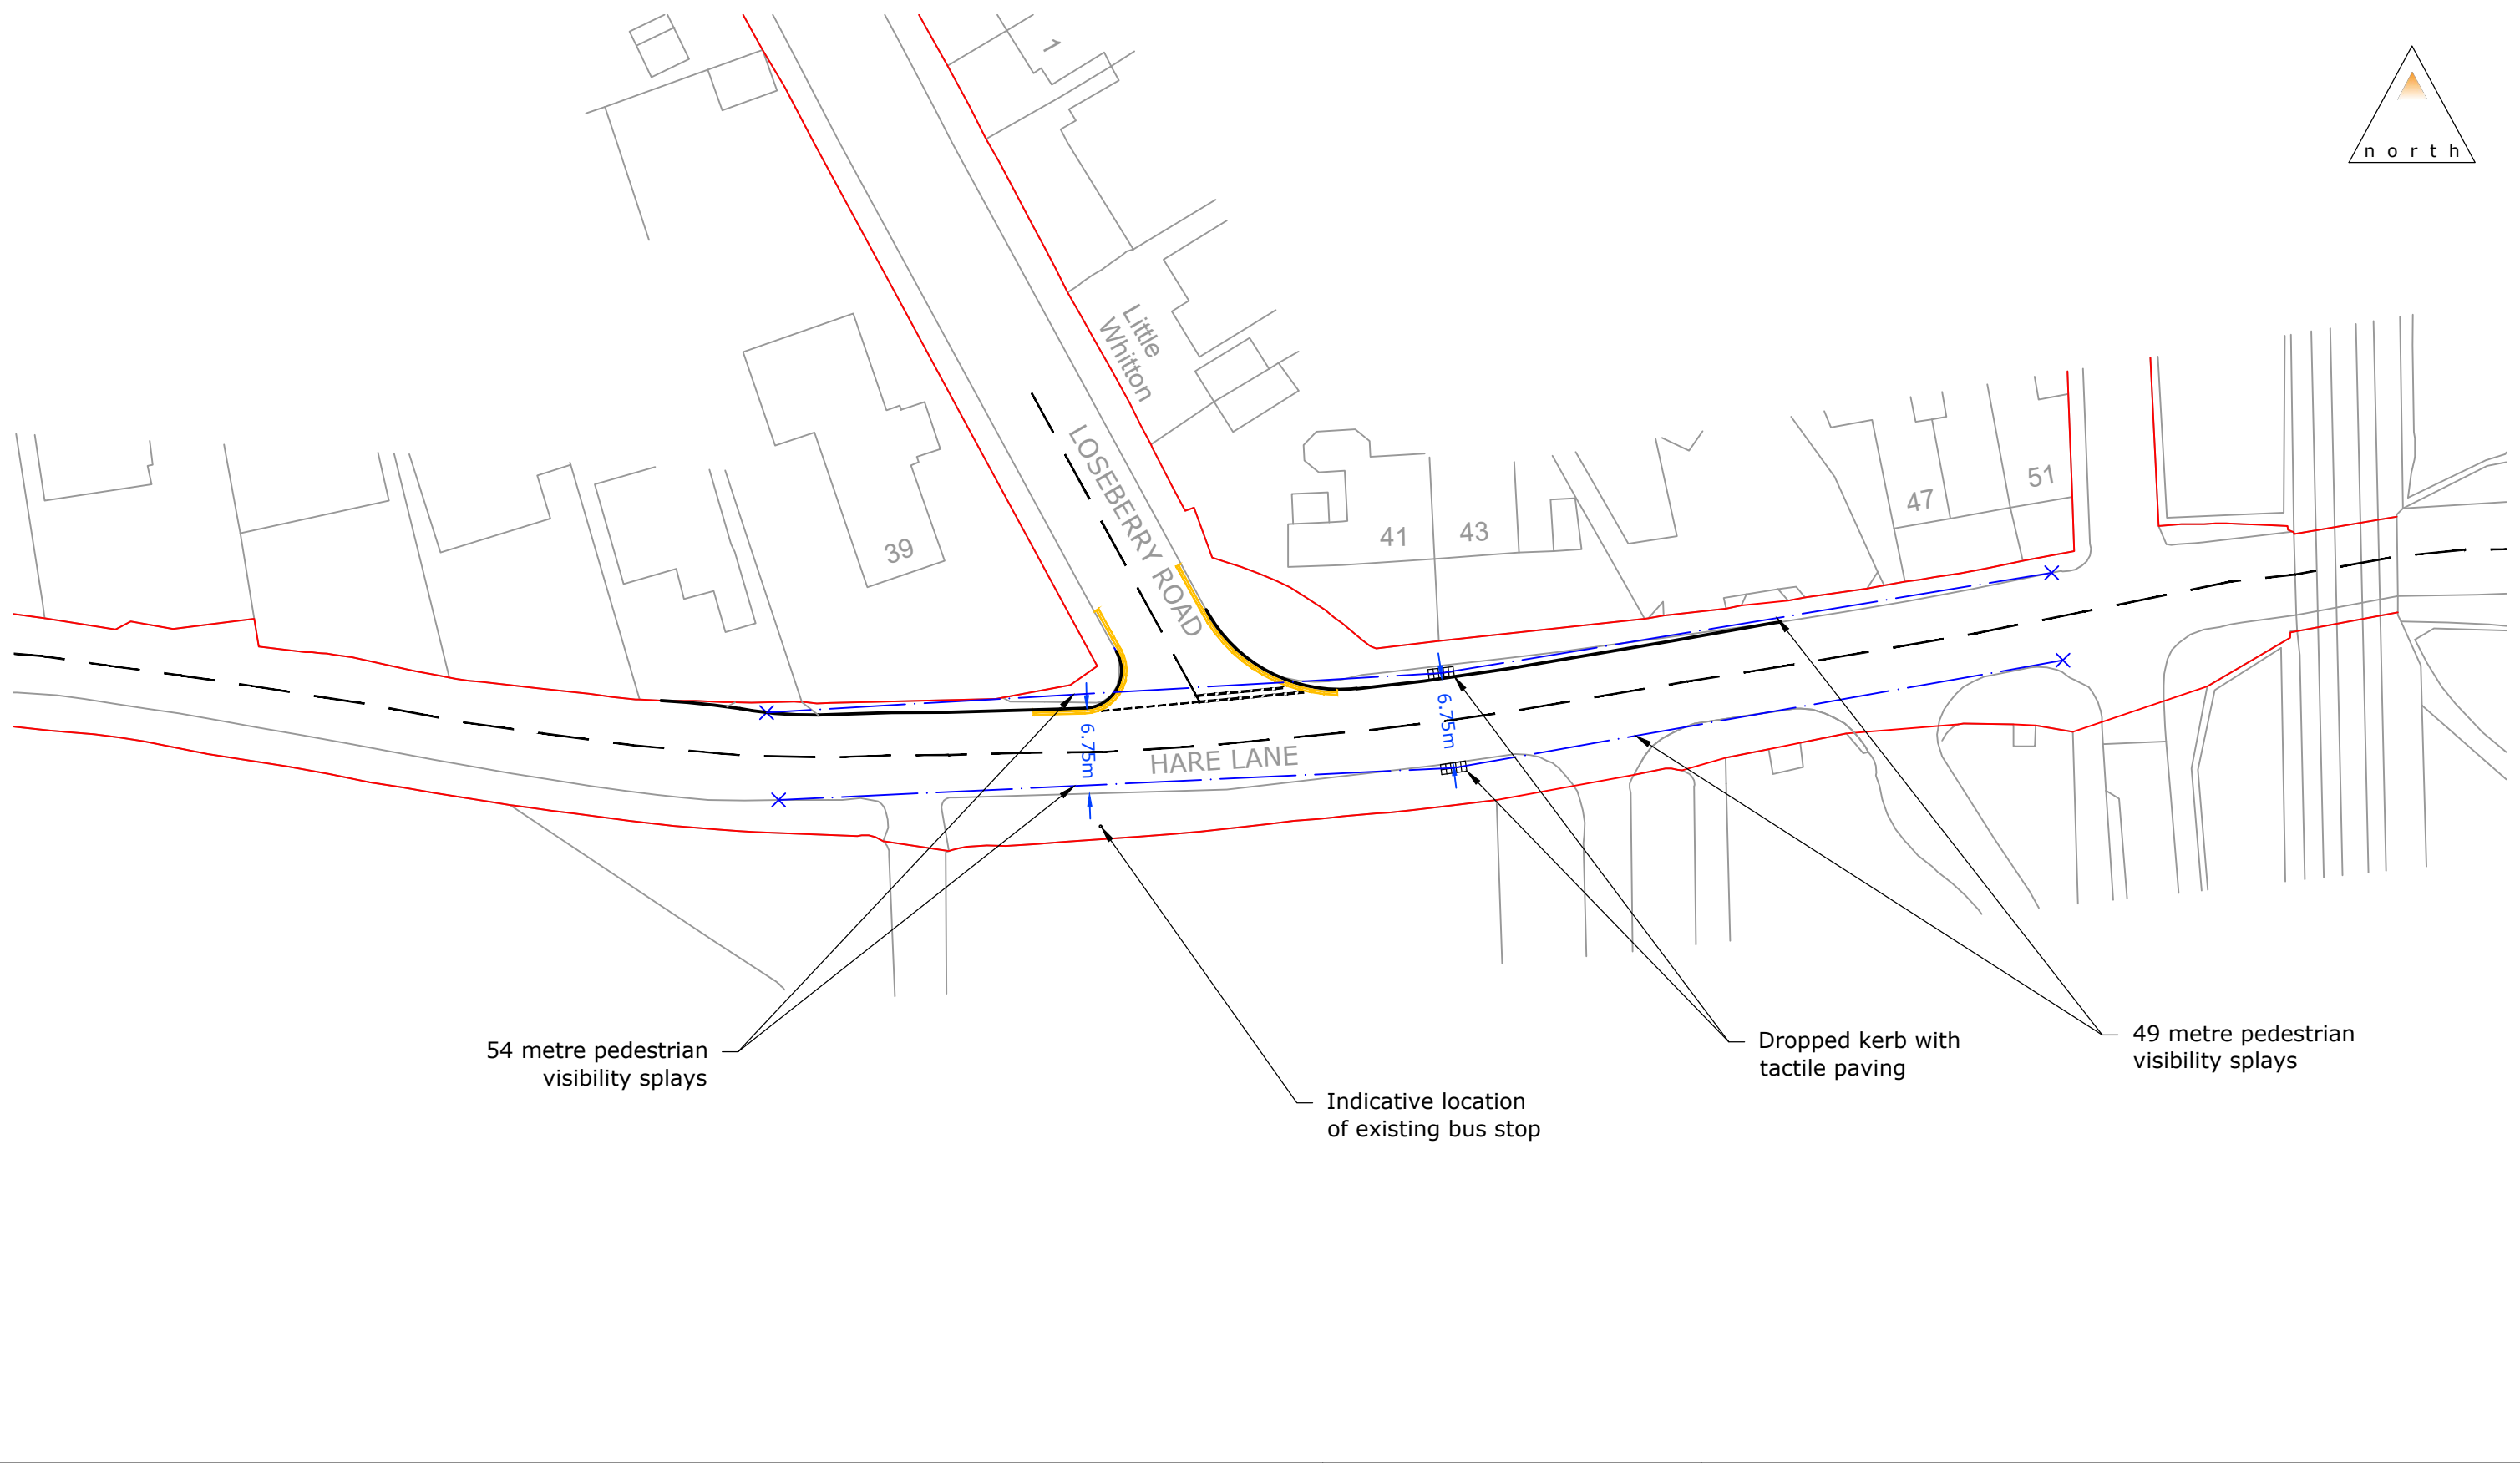 1
n o r t h
Little
Whitton
LOSEBERRY ROAD
39
41
43
47
51
6.75m
6.75m
HARE LANE
54 metre pedestrian
visibility splays
Indicative location
of existing bus stop
Dropped kerb with
tactile paving
49 metre pedestrian
visibility splays